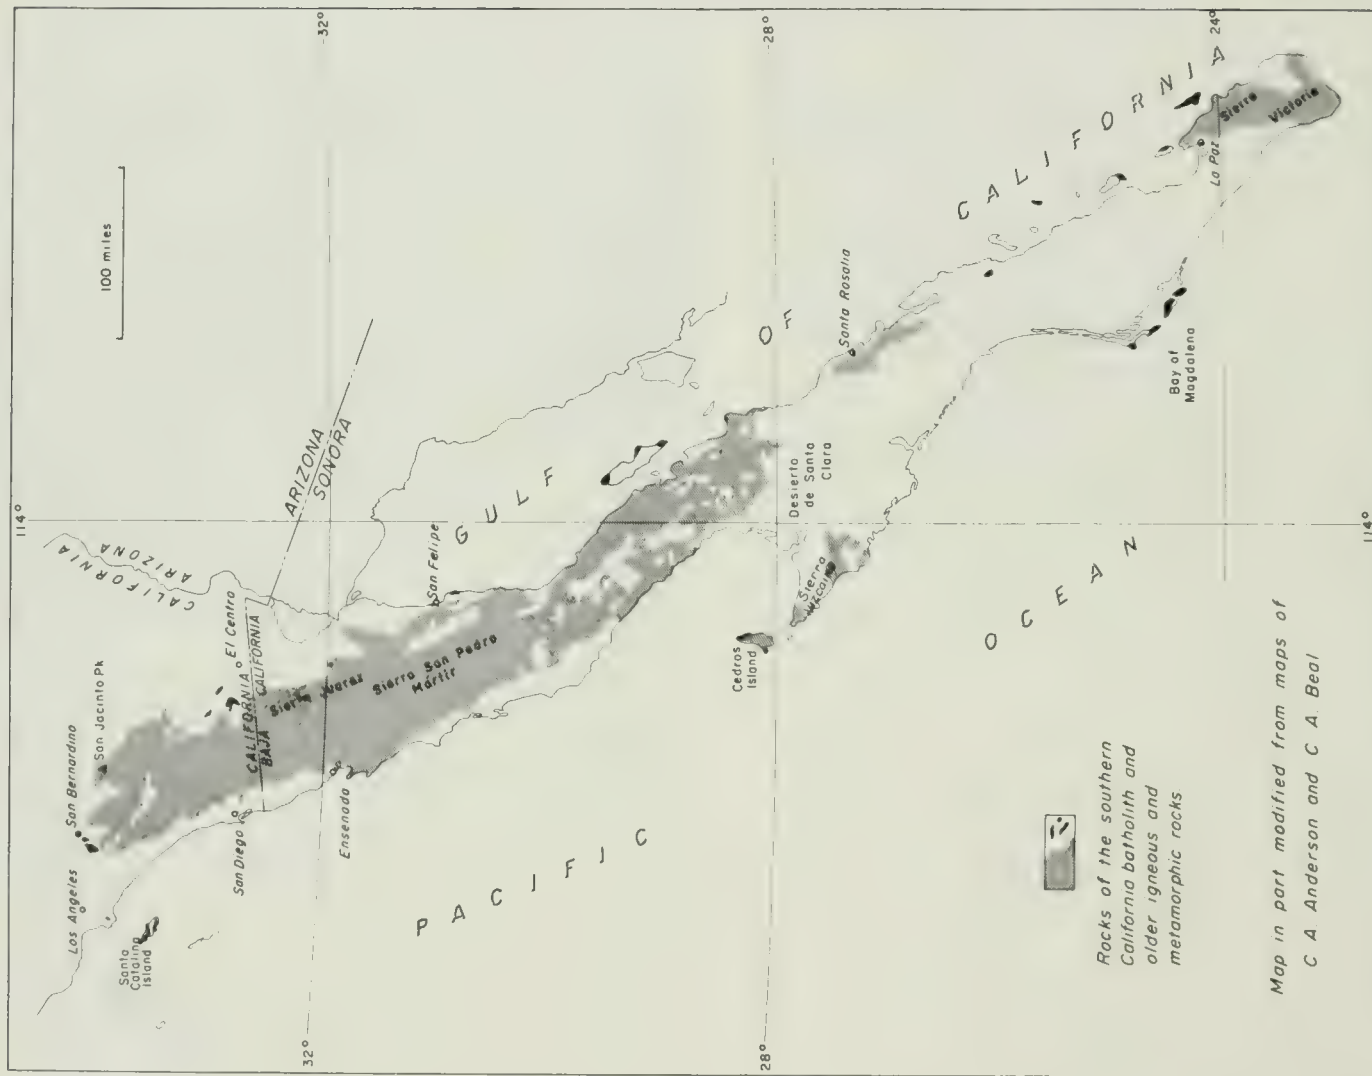 114°
32°
28°
24°
100 miles
ARIZONA
SONORA
CALIFORNIA
ARIZONA
San Bernardino
San Jacinto Pk
Los Angeles
Santa
Catalina
Island
El Centro
CALIFORNIA
BAJA
CALIFORNIA
San Diego
Ensenada
Sierra Juarez
Sierra San Pedro
Mártir
San Felipe
GULF
OF
CALIFORNIA
Santa Rosalia
Desierto
de Santa
Clara
Sierra
Cedros
Island
Bay of
Magdalena
La Paz
Sierra
Victoria
PACIFIC
OCEAN
32°
28°
114°
Rocks of the southern
California batholith and
older igneous and
metamorphic rocks
Map in part modified from maps of
C A Anderson and C A. Beal